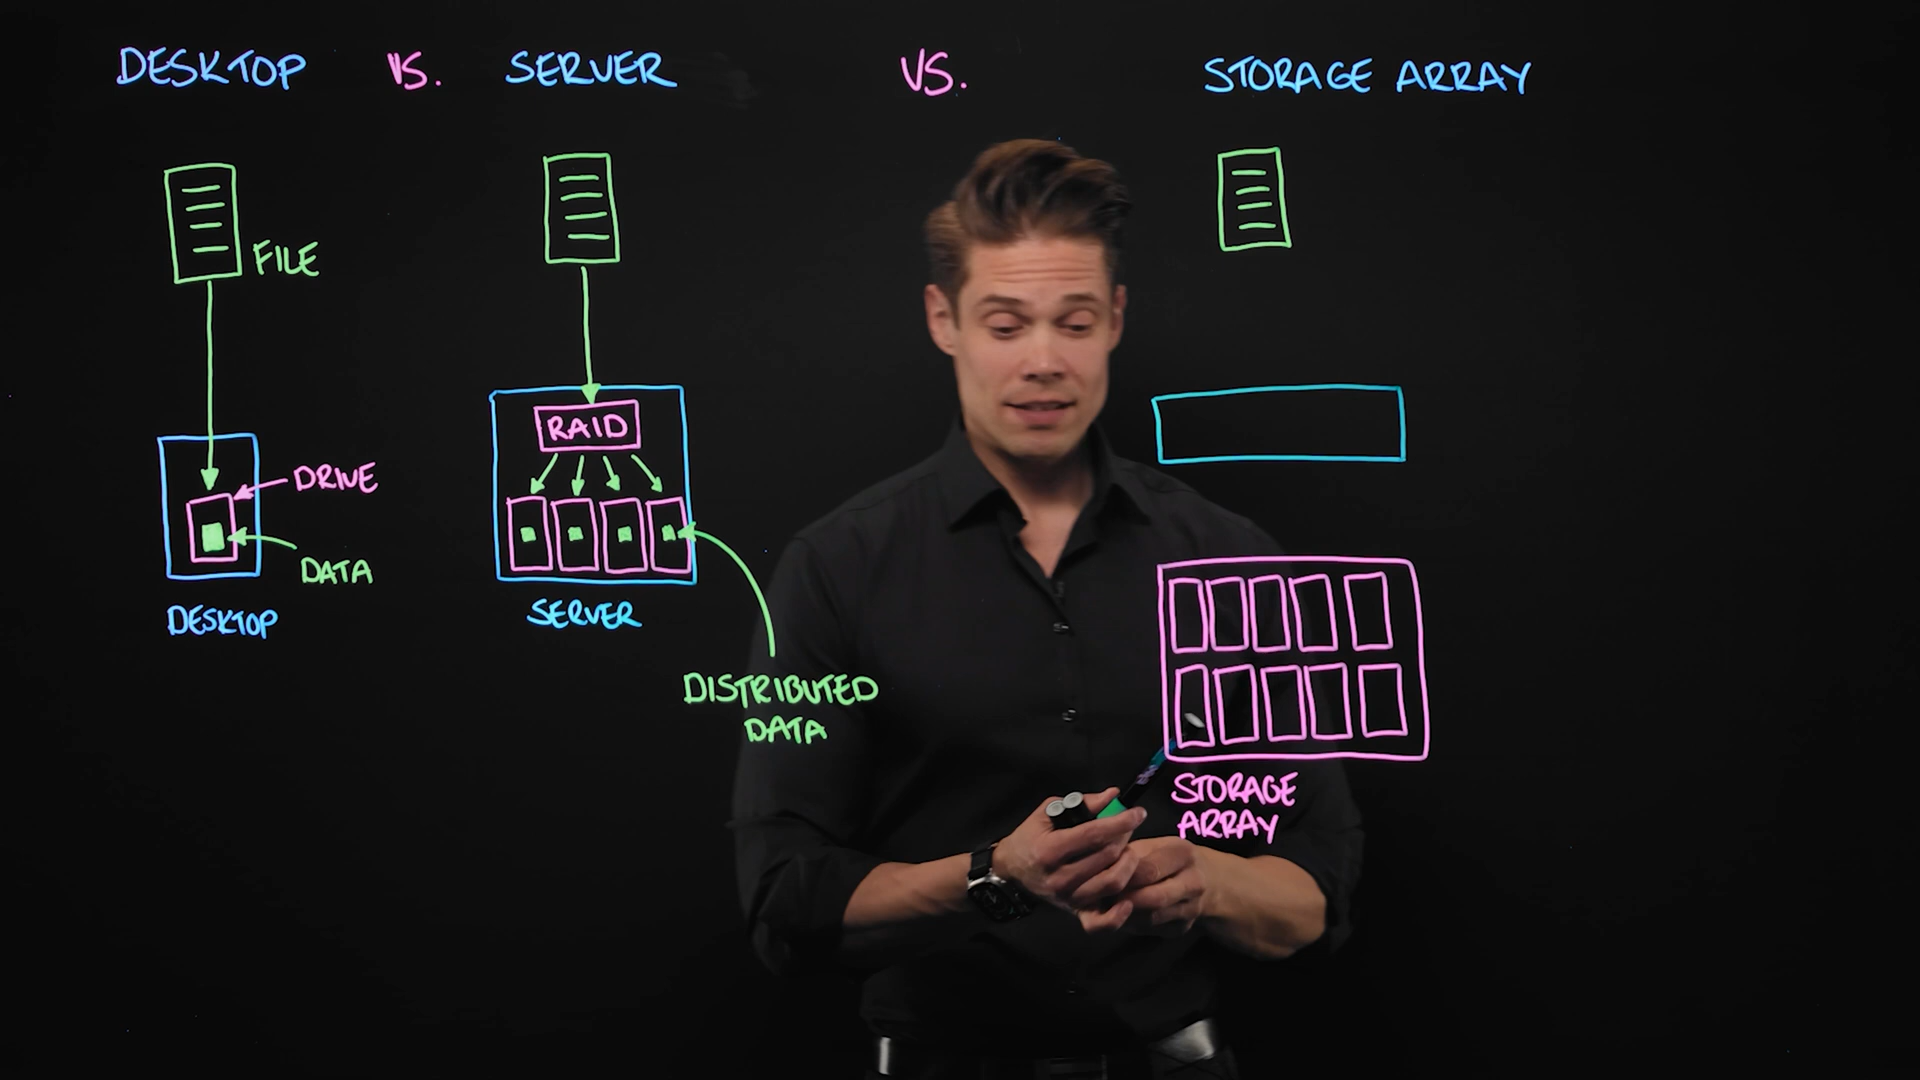 DESKTOP VS. SERVER VS. STORAGE ARRAY
FILE
DRIVE
DATA
DESKTOP
RAID
SERVER
DISTRIBUTED
DATA
STORAGE
ARRAY